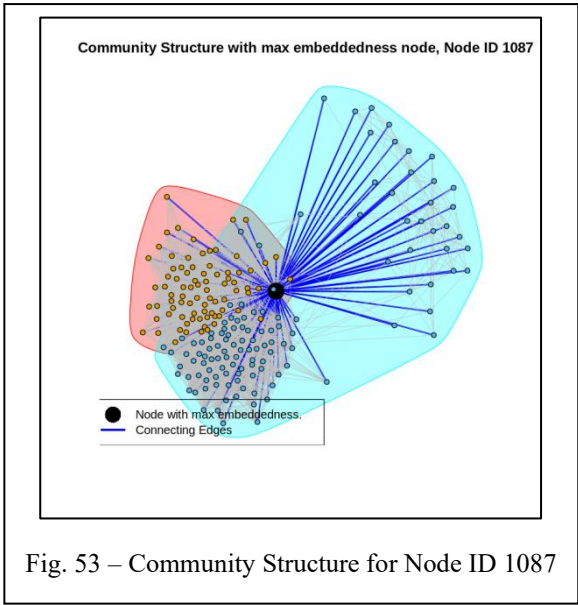 Community Structure with max embeddedness node, Node ID 1087
Node with max embeddedness.
Connecting Edges
Fig. 53 – Community Structure for Node ID 1087